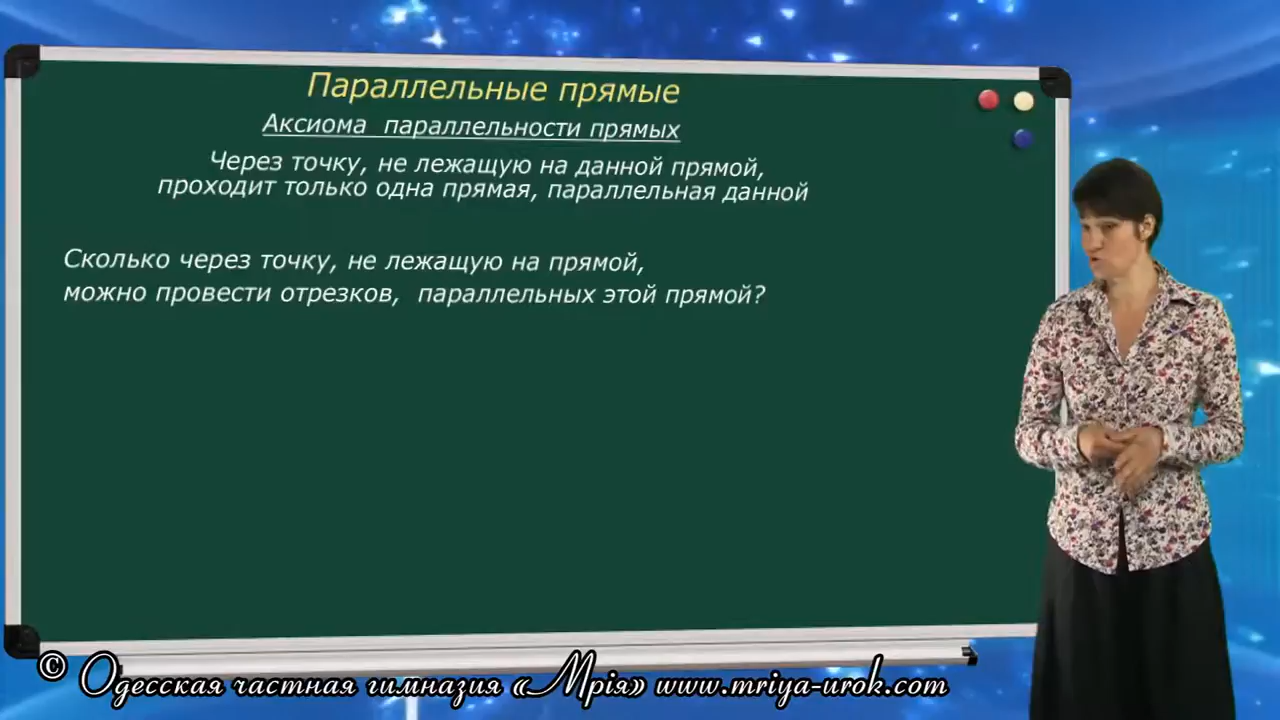 Параллельные прямые
Аксиома параллельности прямых
Через точку, не лежащую на данной прямой,
проходит только одна прямая, параллельная данной
Сколько через точку, не лежащую на прямой,
можно провести отрезков, параллельных этой прямой?
© Одесская частная гимназия «Мрія» www.mriya-urok.com